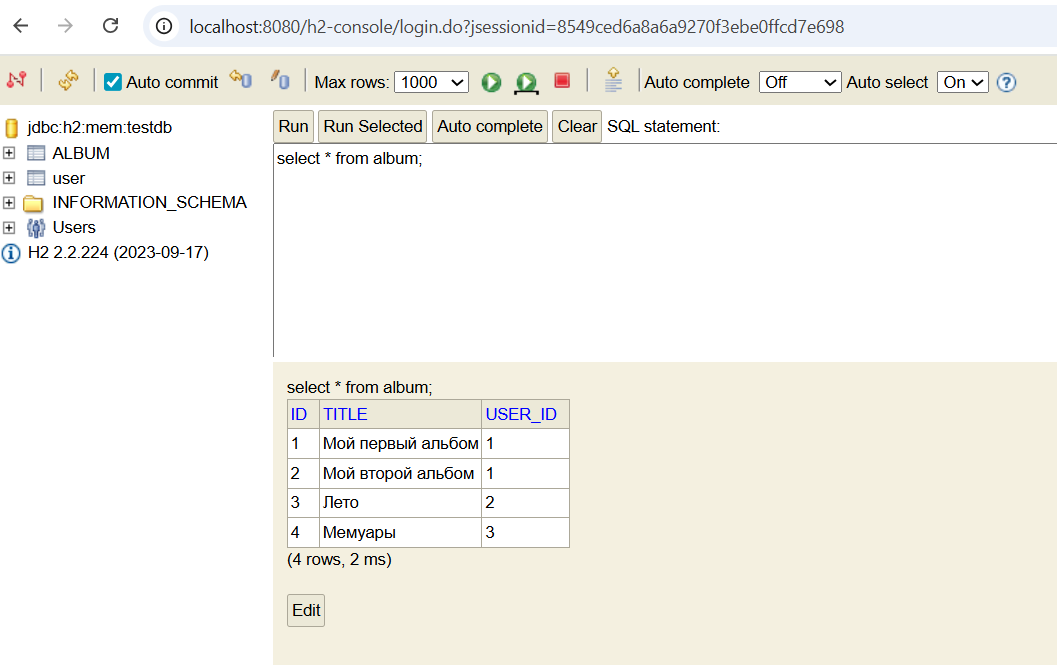 localhost:8080/h2-console/login.do?jsessionid=8549ced6a8a6a9270f3ebe0ffcd7e698
Auto commit Max rows: 1000 Auto complete Off Auto select On ?
jdbc:h2:mem:testdb
ALBUM
user
INFORMATION_SCHEMA
Users
H2 2.2.224 (2023-09-17)
Run Run Selected Auto complete Clear SQL statement:
select * from album;
select * from album;
ID TITLE USER_ID
1 Мой первый альбом 1
2 Мой второй альбом 1
3 Лето 2
4 Мемуары 3
(4 rows, 2 ms)
Edit